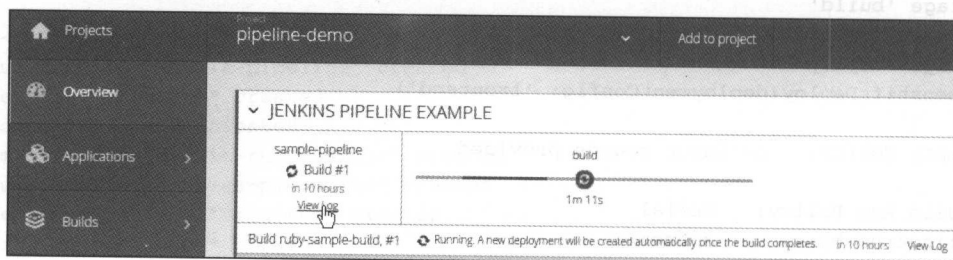 Project
Projects
pipeline-demo
Add to project
Overview
JENKINS PIPELINE EXAMPLE
Applications
sample-pipeline
build
Build #1
in 10 hours
1m 11s
View Log
Builds
Build ruby-sample-build, #1 Running. A new deployment will be created automatically once the build completes. in 10 hours View Log